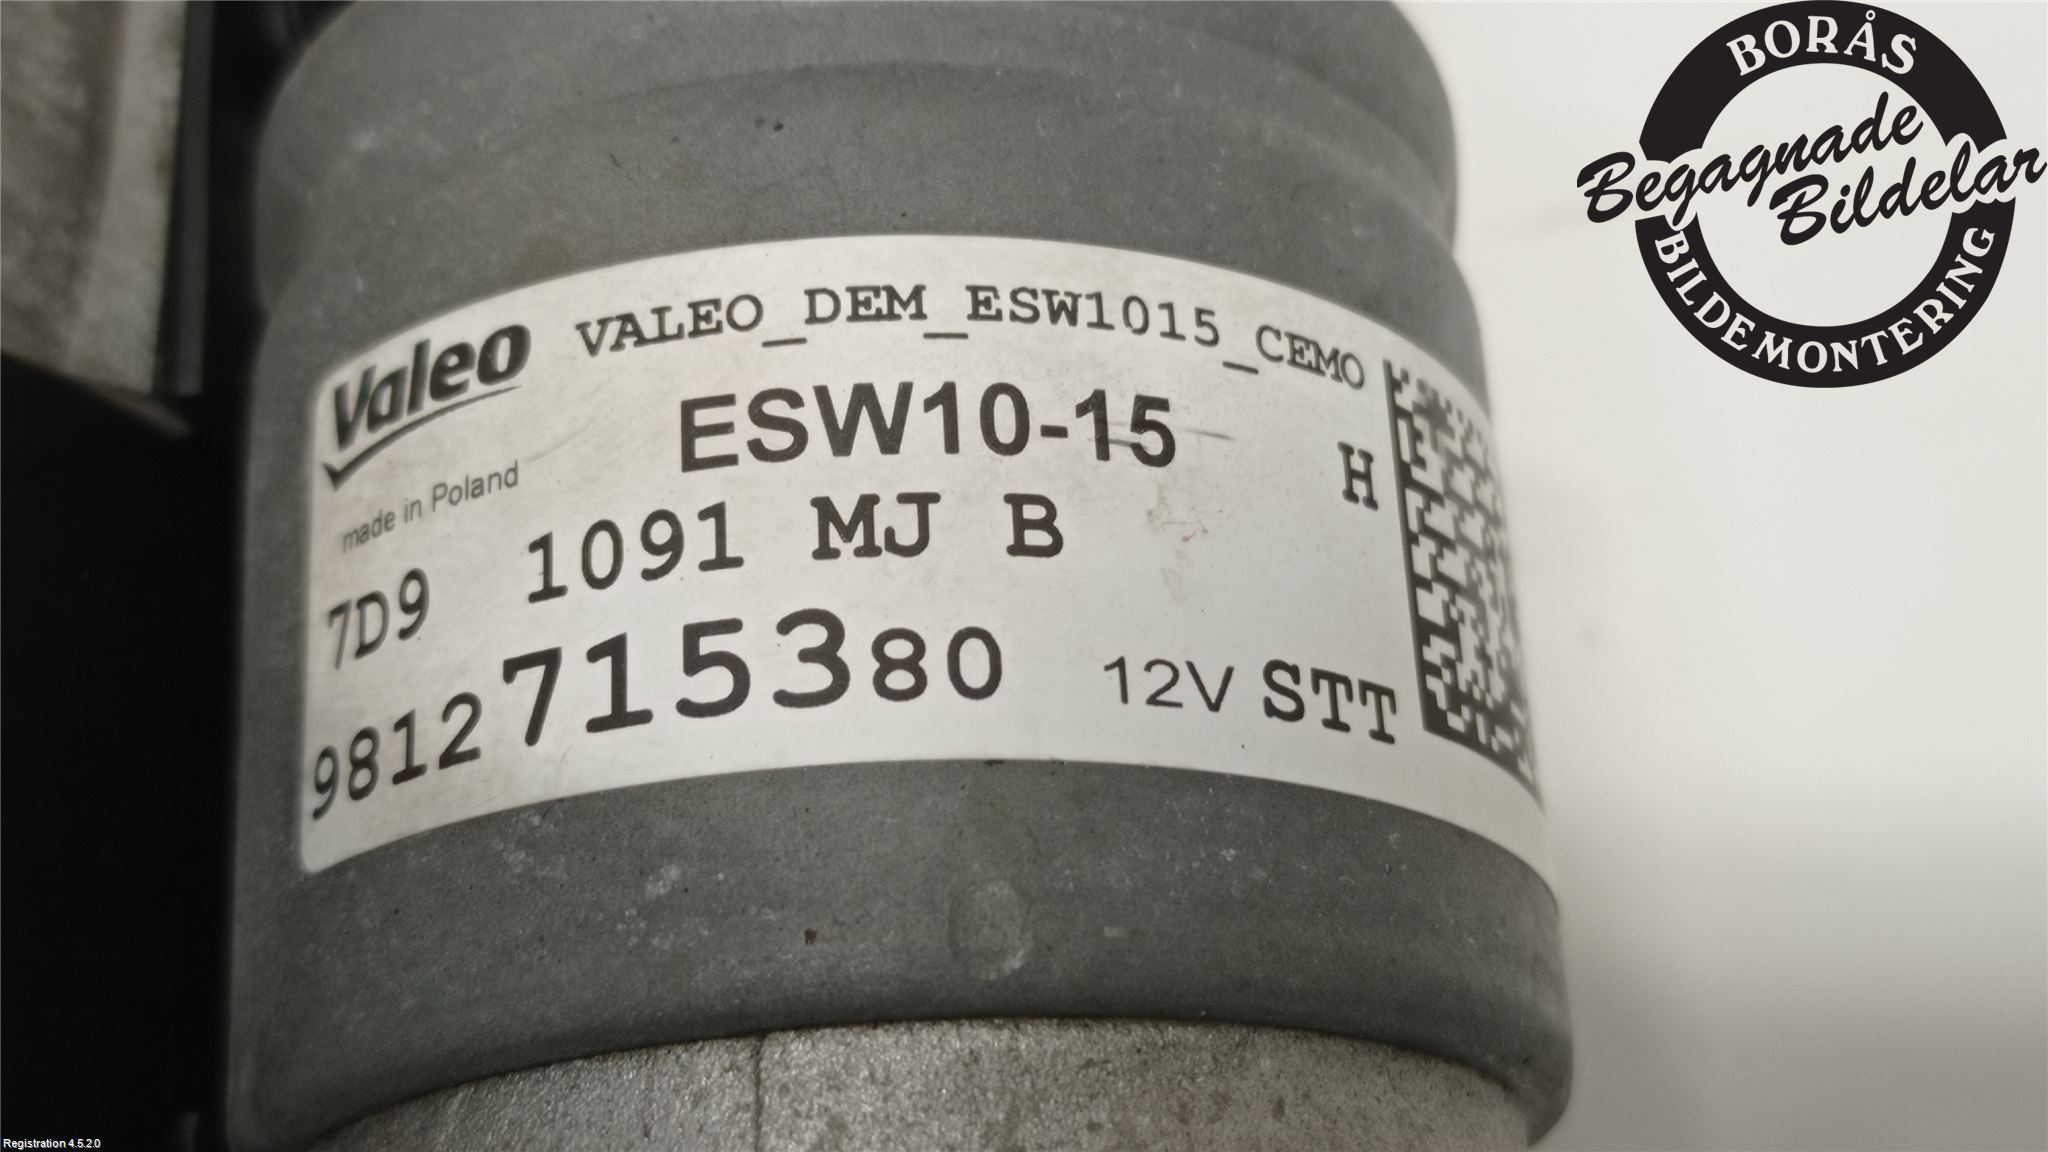 BORÅS
Begagnade
Bildelar
BILDEMONTERING
Valeo
VALEO_DEM_ESW1015_CEMO
ESW10-15
H
made in Poland
7D9 1091 MJ B
9812715380 12V STT
Registration 4.5.2.0